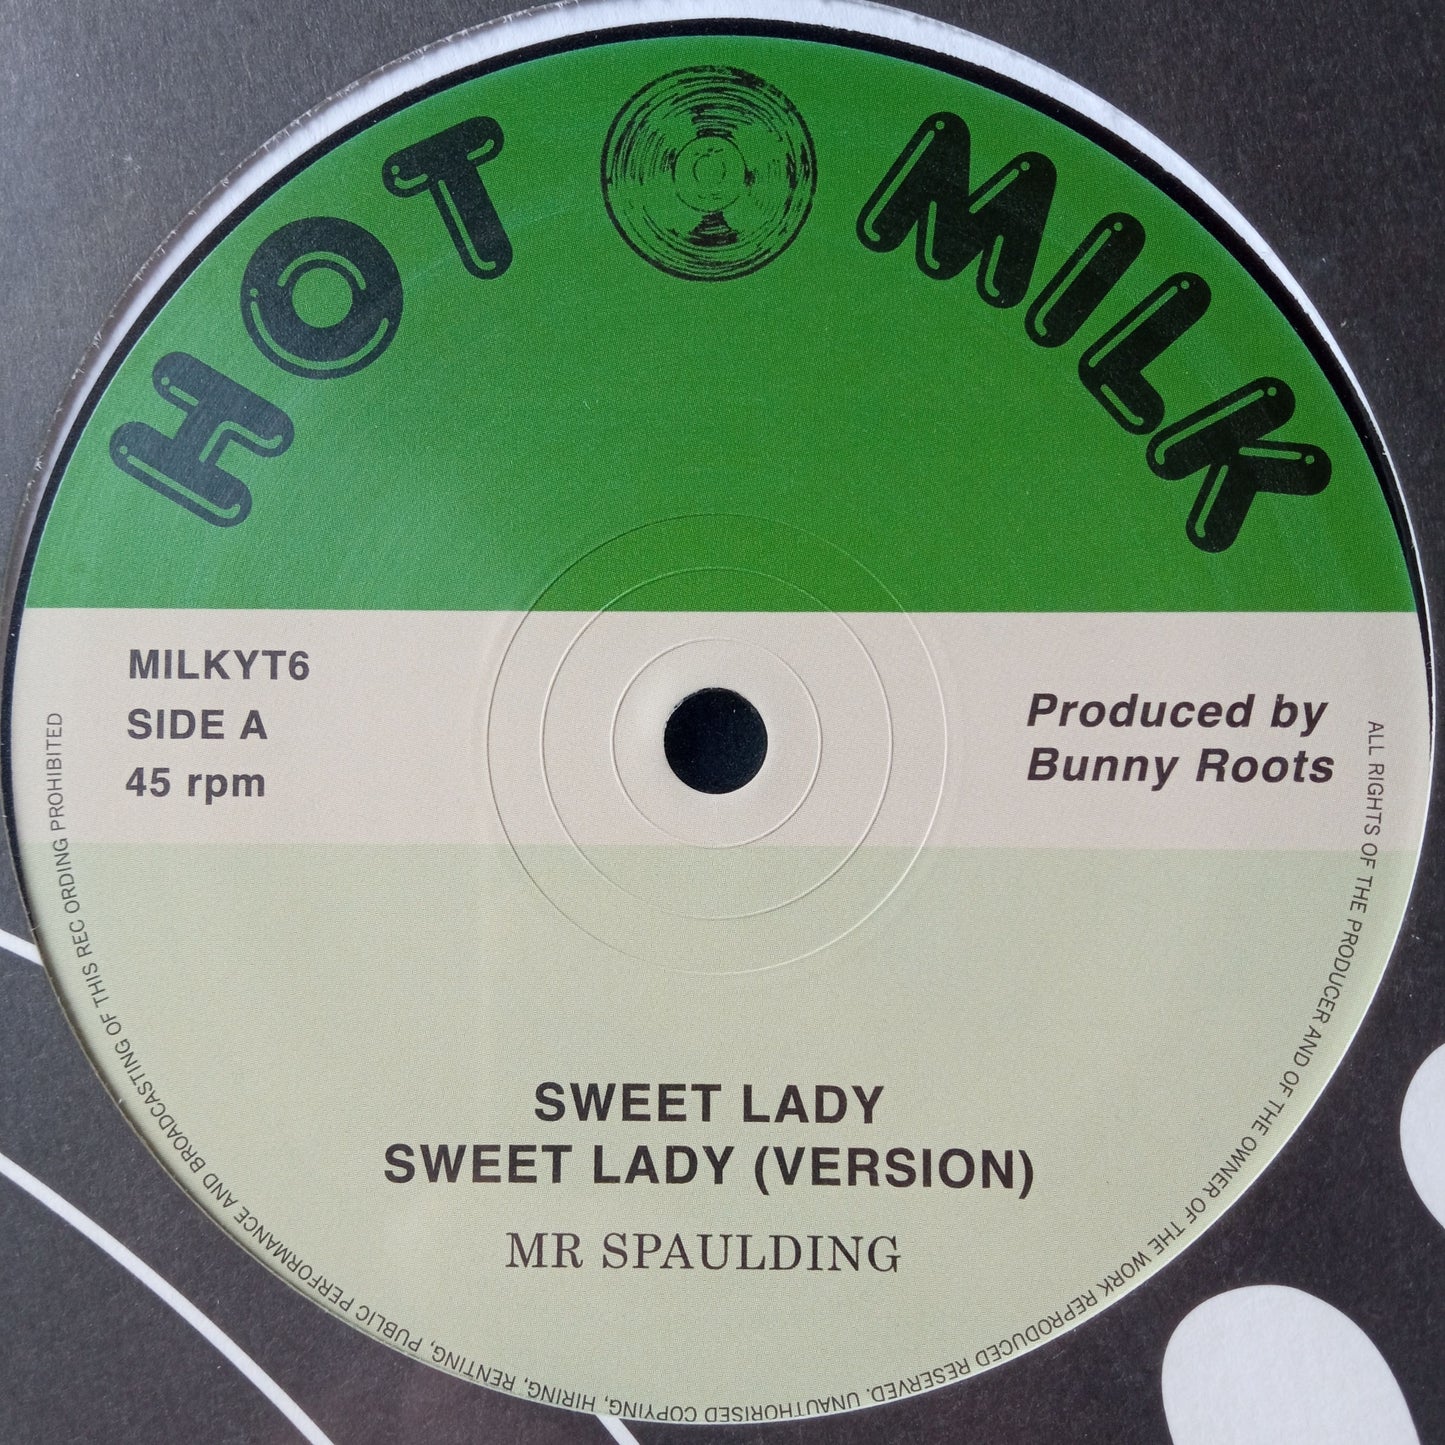 HOT MILK
MILKYT6
SIDE A
45 rpm
Produced by
Bunny Roots
SWEET LADY
SWEET LADY (VERSION)
MR SPAULDING
ALL RIGHTS OF THE PRODUCER AND OF THE OWNER OF THE WORK REPRODUCED RESERVED. UNAUTHORISED COPYING, HIRING, RENTING, PUBLIC PERFORMANCE AND BROADCASTING OF THIS REC ORDING PROHIBITED